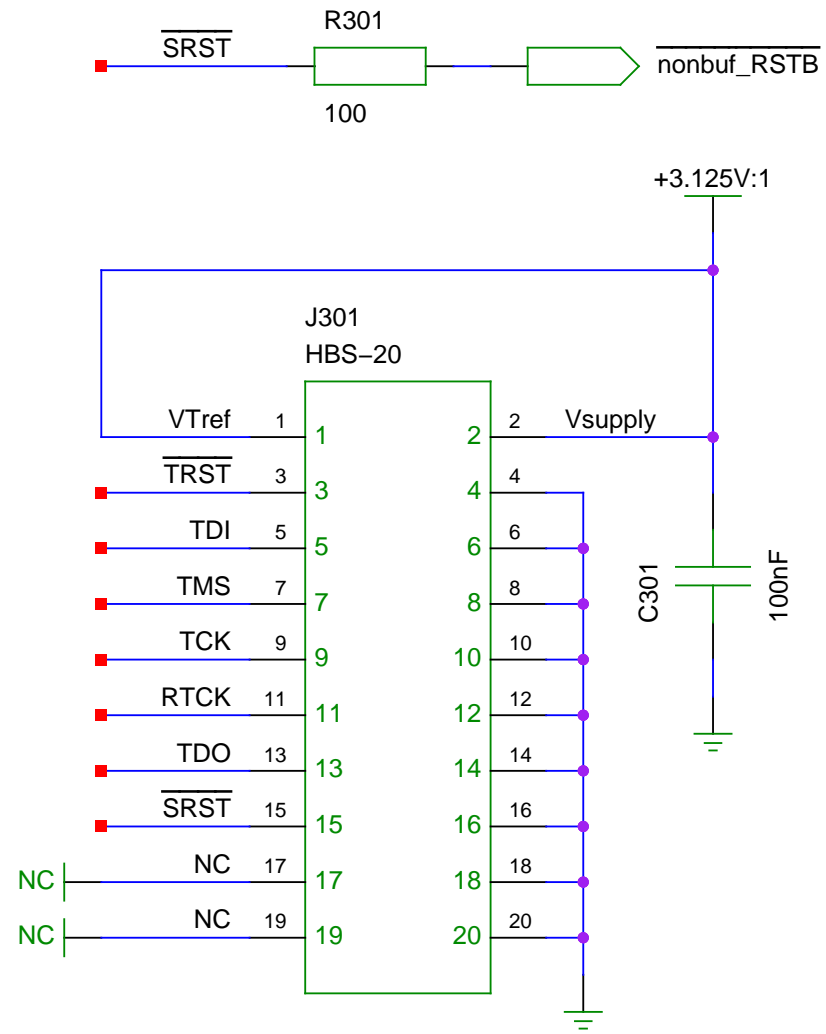 R301
SRST
nonbuf_RSTB
100
+3.125V:1
J301
HBS−20
VTref 1 1 2 2 Vsupply
TRST 3 3 4 4
TDI 5 5 6 6
TMS 7 7 8 8
C301
100nF
TCK 9 9 10 10
RTCK 11 11 12 12
TDO 13 13 14 14
SRST 15 15 16 16
NC NC 17 17 18 18
NC NC 19 19 20 20